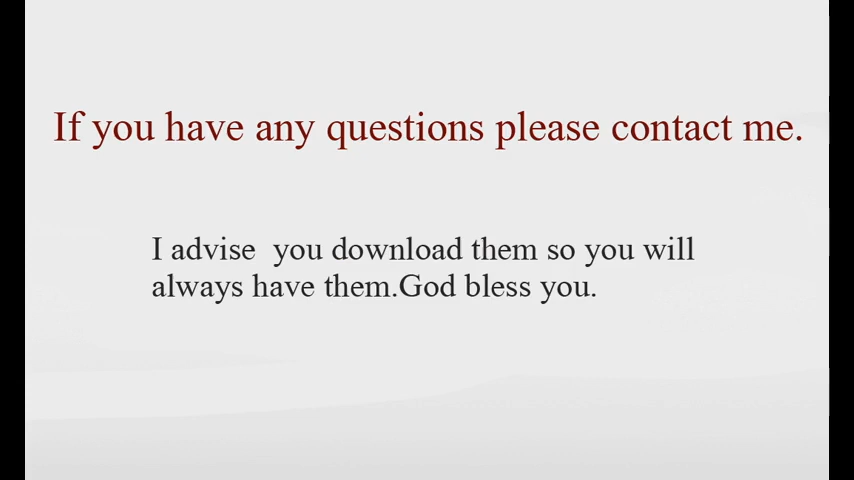 If you have any questions please contact me.
I advise  you download them so you will
always have them.God bless you.